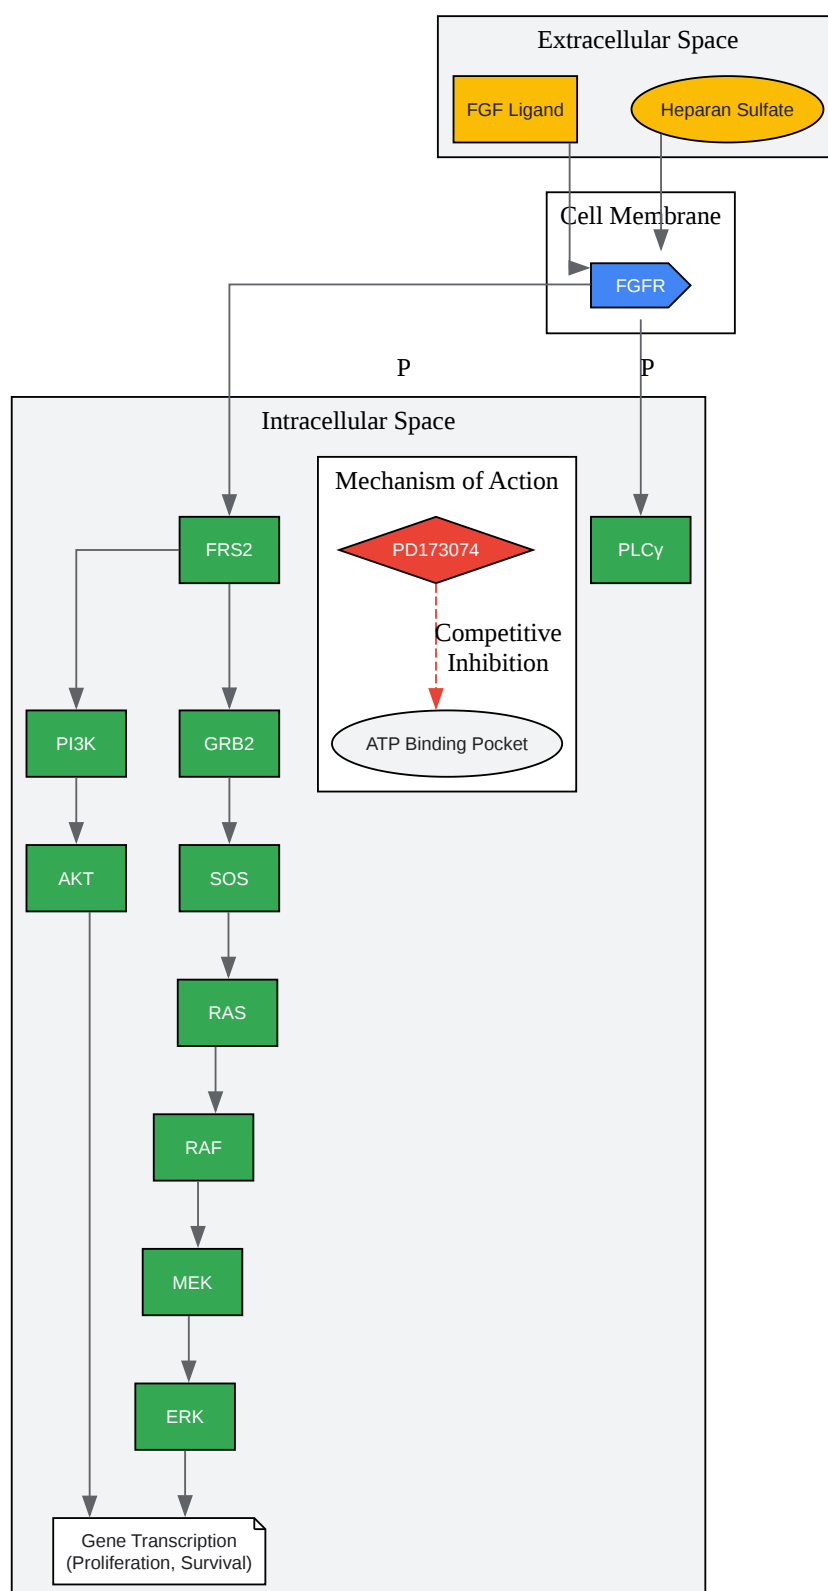 Extracellular Space
FGF Ligand
Heparan Sulfate
Cell Membrane
FGFR
P
P
Intracellular Space
Mechanism of Action
FRS2
PD173074
PLCγ
Competitive
Inhibition
PI3K
GRB2
ATP Binding Pocket
AKT
SOS
RAS
RAF
MEK
ERK
Gene Transcription
(Proliferation, Survival)